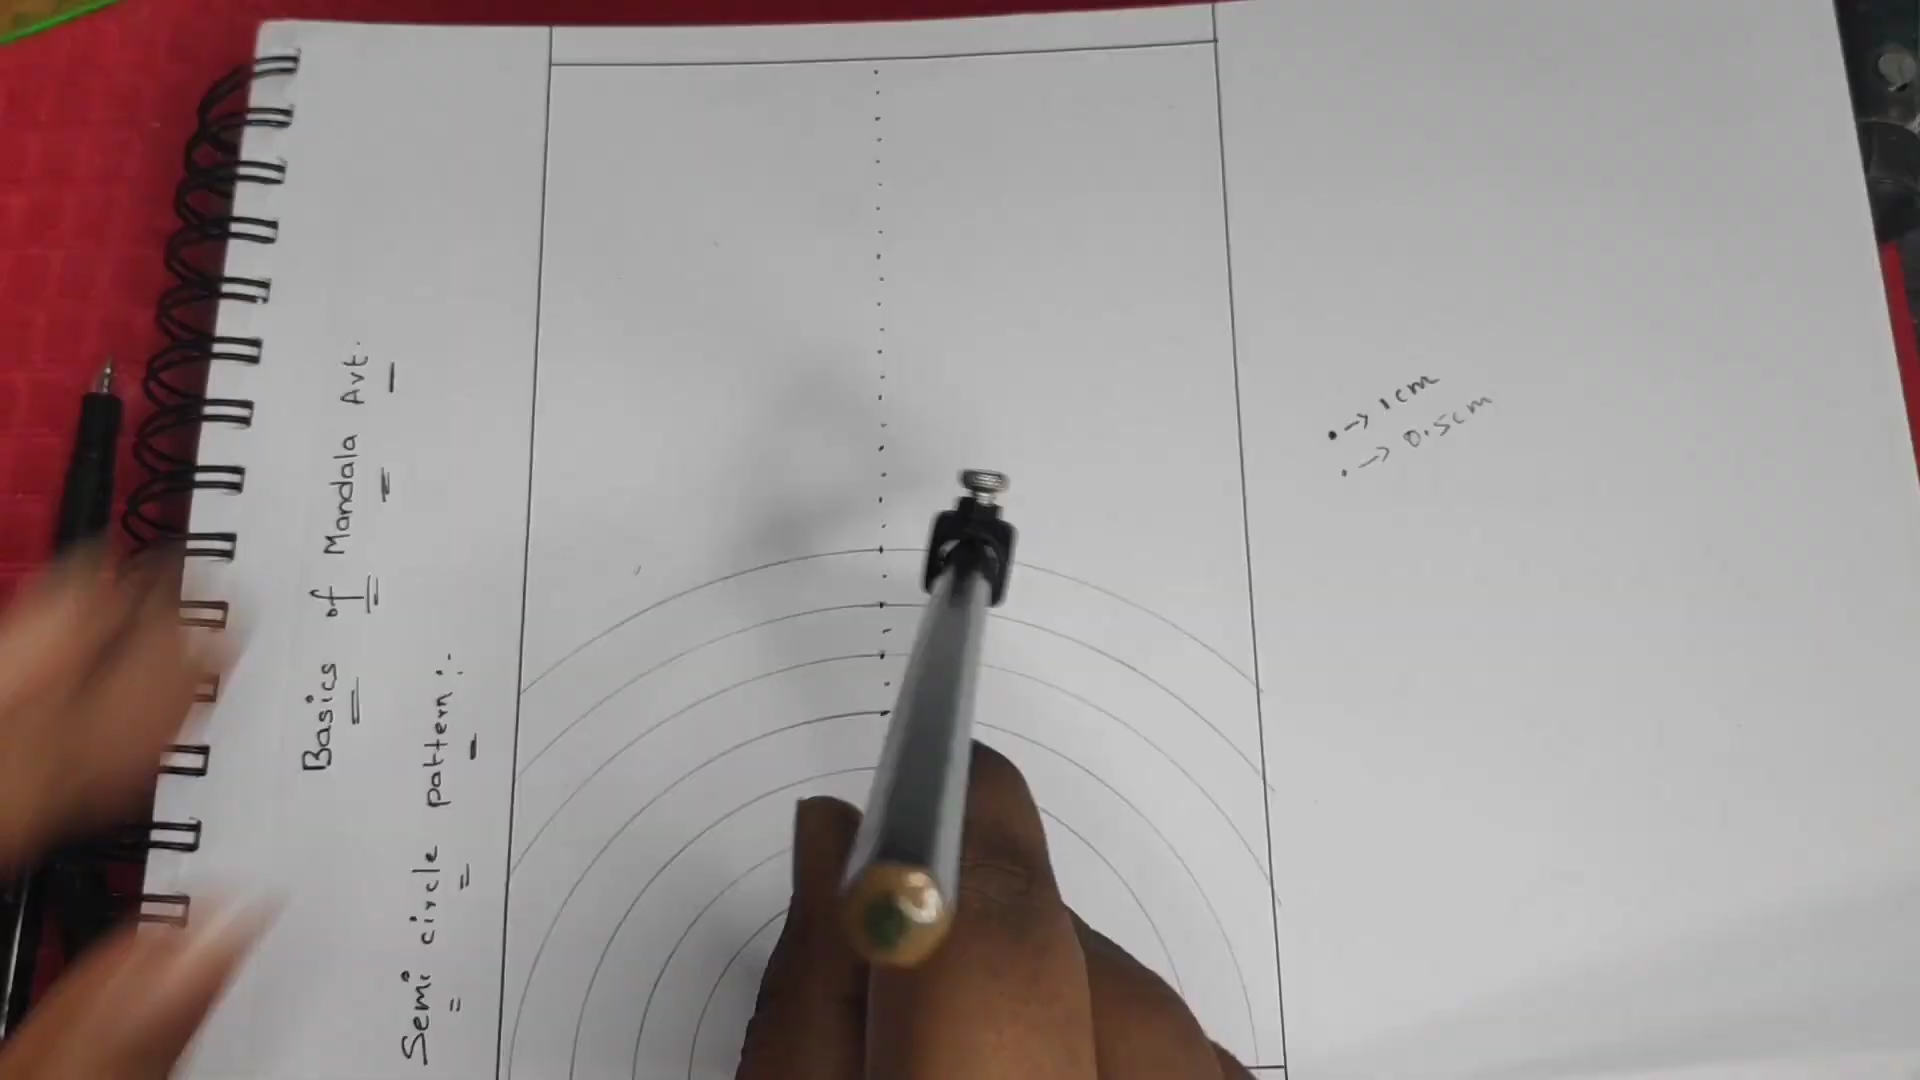 Basics of Mandala Art.
Semi circle pattern:-
•-> 1cm
•-> 0.5cm